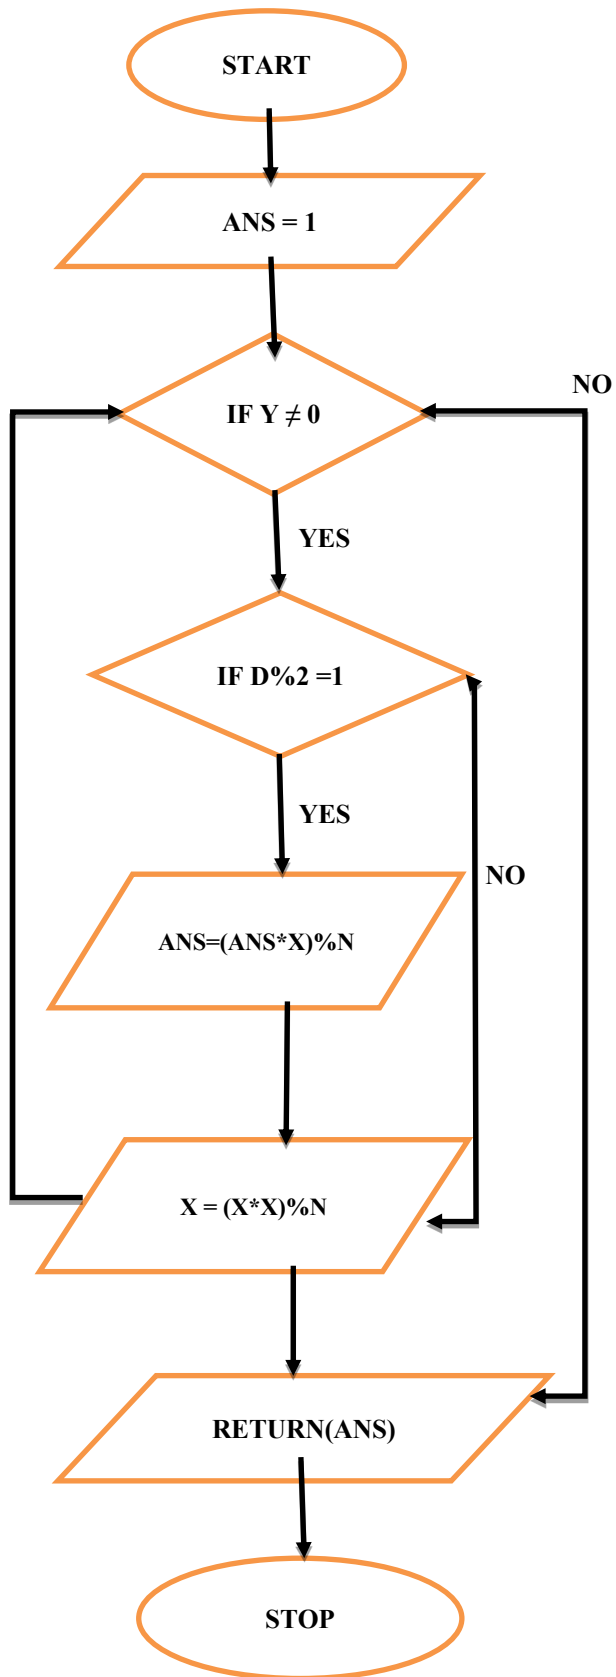 START
ANS = 1
NO
IF Y ≠ 0
YES
IF D%2 =1
YES
NO
ANS=(ANS*X)%N
X = (X*X)%N
RETURN(ANS)
STOP